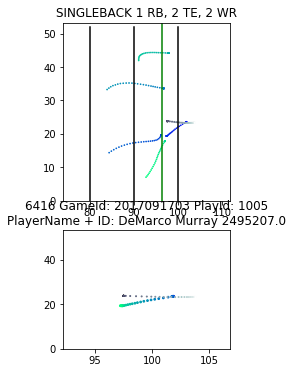 SINGLEBACK 1 RB, 2 TE, 2 WR
50
40
30
20
10
0
80 90 100 110
6416 GameId: 2017091703 PlayId: 1005
PlayerName + ID: DeMarco Murray 2495207.0
40
20
0
95 100 105